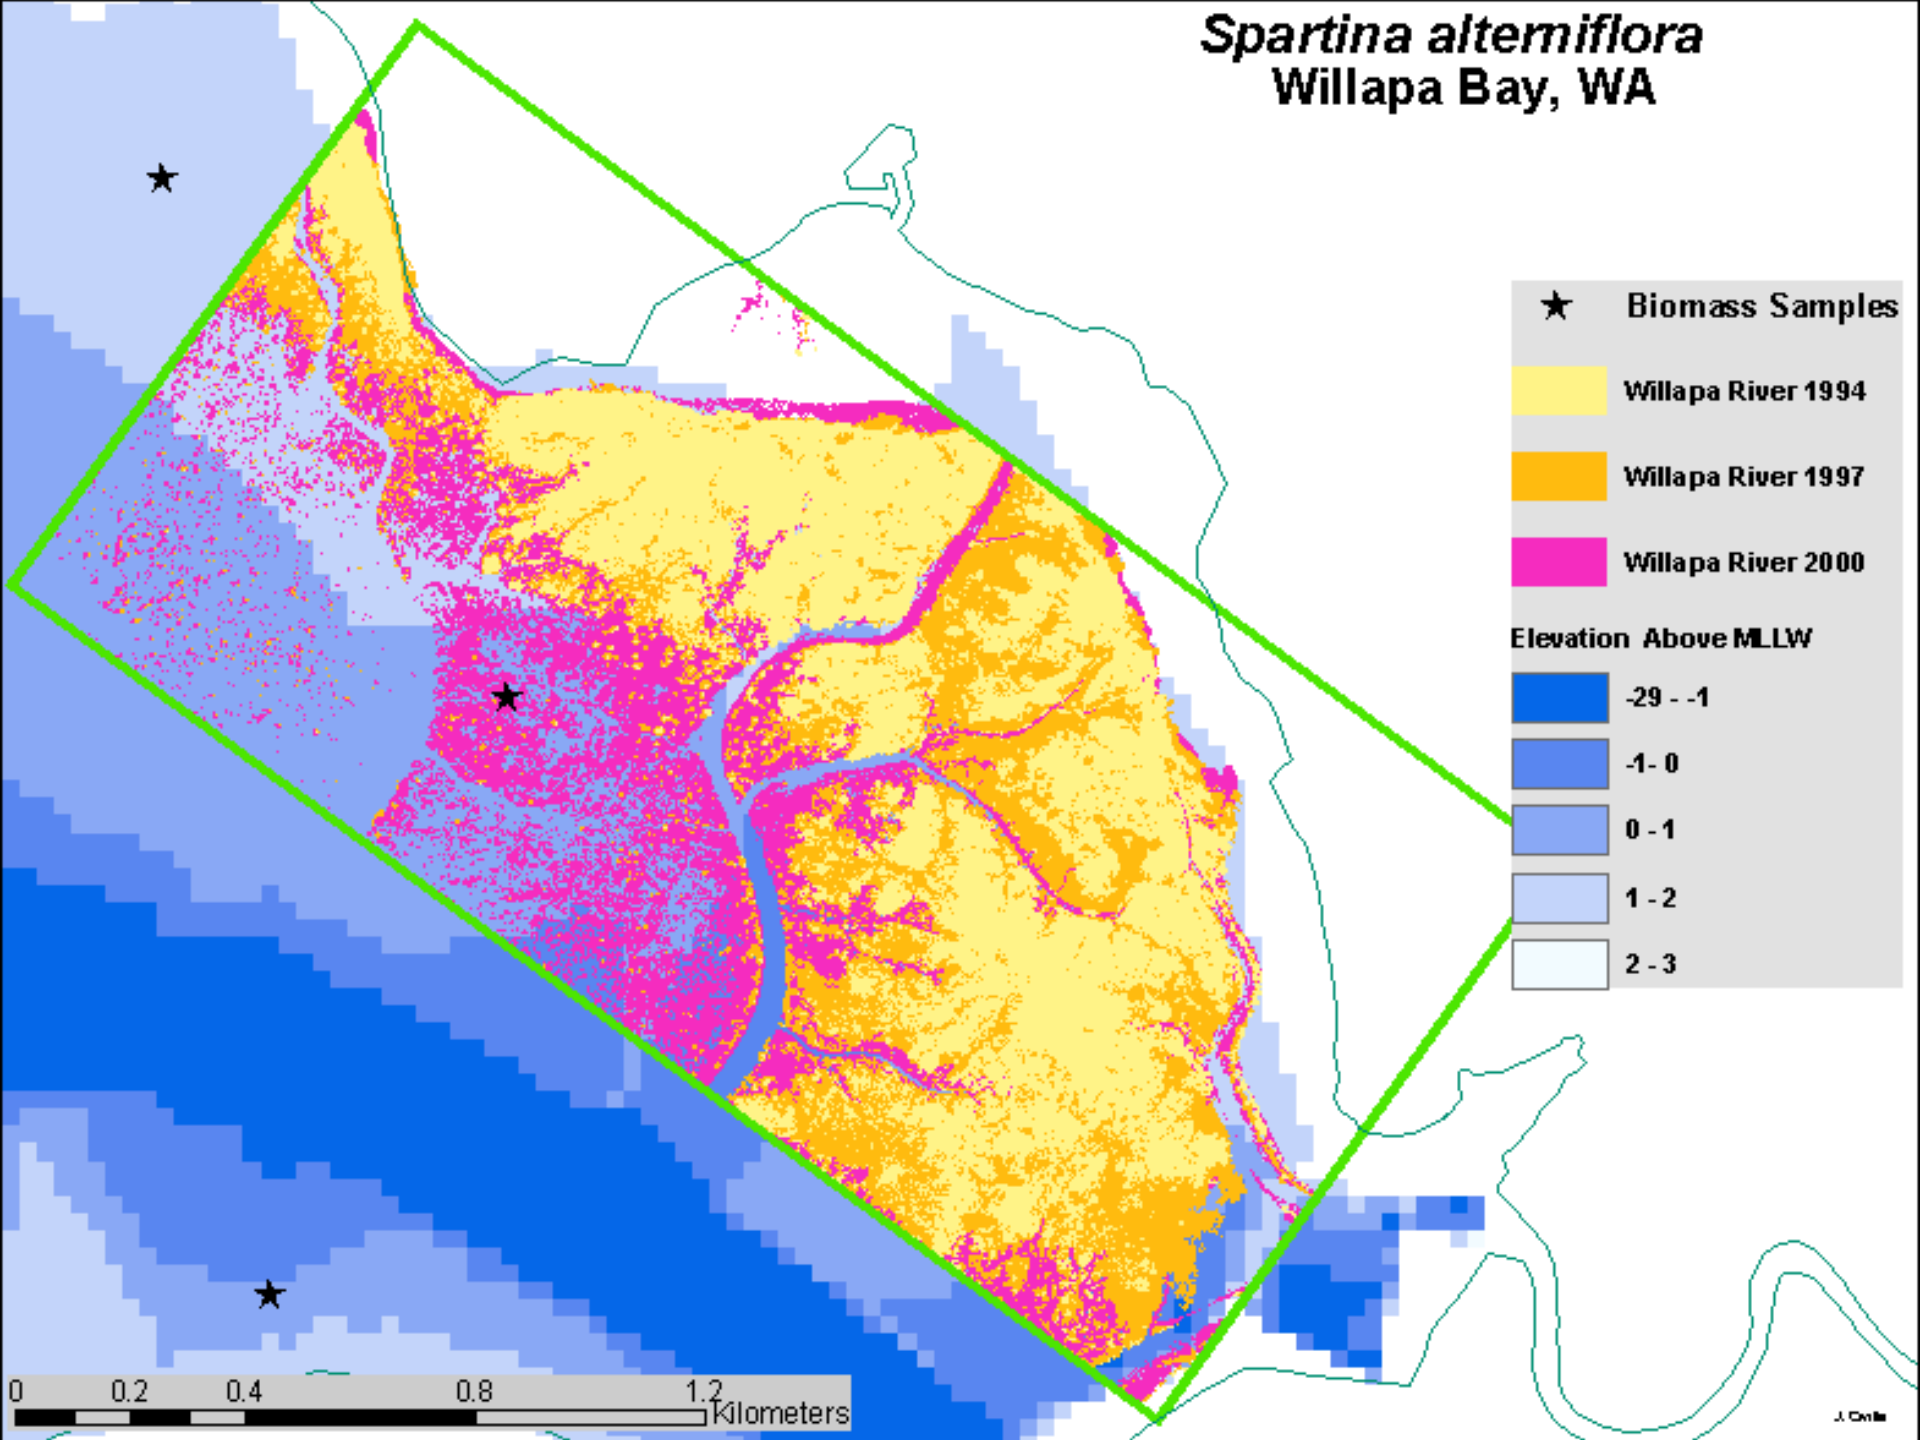 Spartina alterniflora
Willapa Bay, WA
Biomass Samples
Willapa River 1994
Willapa River 1997
Willapa River 2000
Elevation Above MLLW
-29 - -1
-1- 0
0 - 1
1 - 2
2 - 3
0 0.2 0.4 0.8 1.2
Kilometers